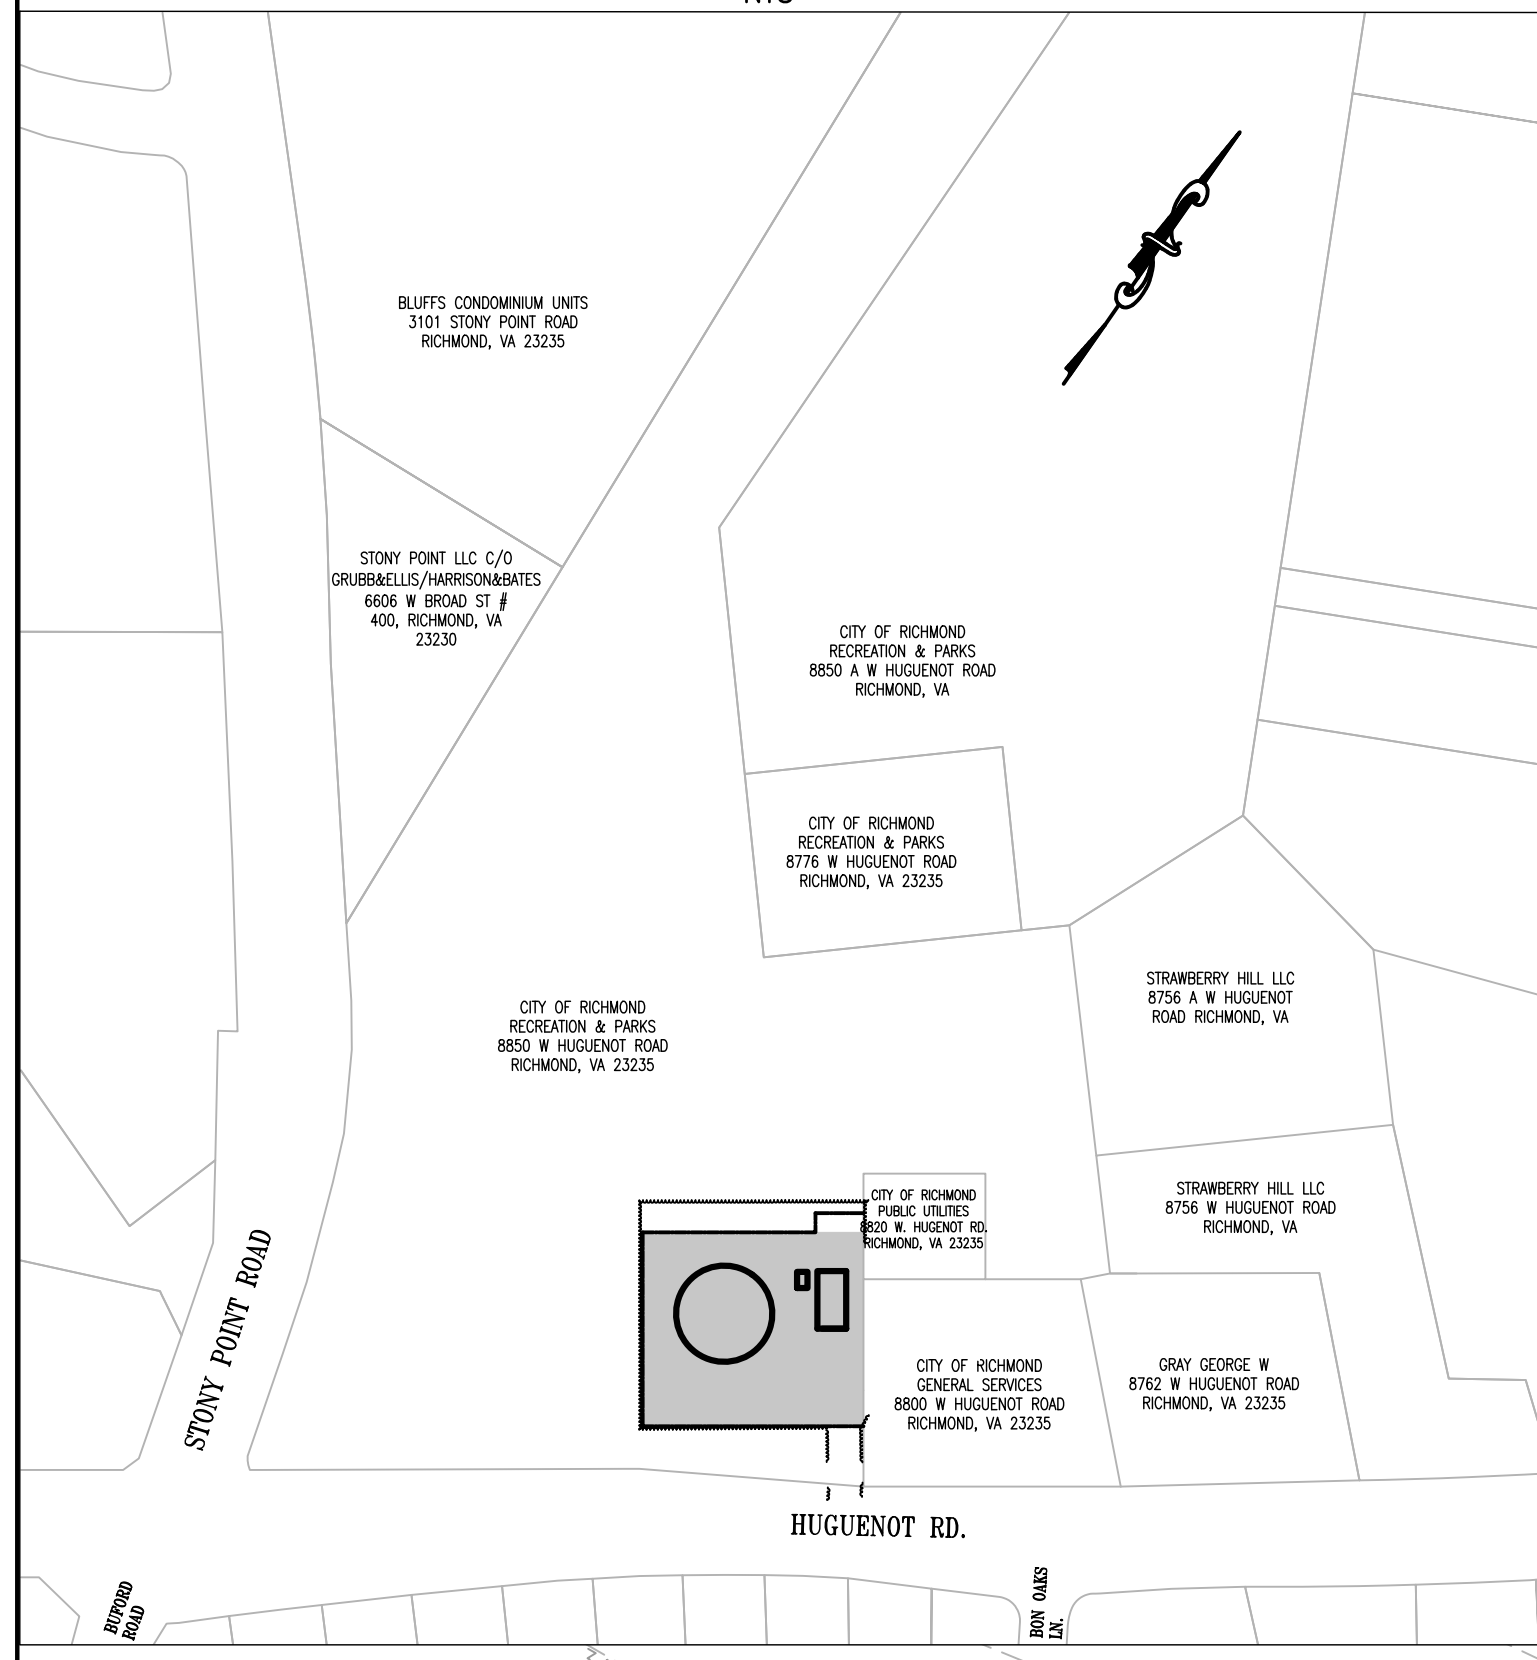 BLUFFS CONDOMINIUM UNITS
3101 STONY POINT ROAD
RICHMOND, VA 23235
STONY POINT LLC C/O
GRUBB&ELLIS/HARRISON&BATES
6606 W BROAD ST #
400, RICHMOND, VA
23230
CITY OF RICHMOND
RECREATION & PARKS
8850 A W HUGUENOT ROAD
RICHMOND, VA
CITY OF RICHMOND
RECREATION & PARKS
8776 W HUGUENOT ROAD
RICHMOND, VA 23235
STRAWBERRY HILL LLC
8756 A W HUGUENOT
ROAD RICHMOND, VA
CITY OF RICHMOND
RECREATION & PARKS
8850 W HUGUENOT ROAD
RICHMOND, VA 23235
CITY OF RICHMOND
PUBLIC UTILITIES
8820 W. HUGENOT RD.
RICHMOND, VA 23235
STRAWBERRY HILL LLC
8756 W HUGUENOT ROAD
RICHMOND, VA
STONY POINT ROAD
CITY OF RICHMOND
GENERAL SERVICES
8800 W HUGUENOT ROAD
RICHMOND, VA 23235
GRAY GEORGE W
8762 W HUGUENOT ROAD
RICHMOND, VA 23235
HUGUENOT RD.
BUFORD
ROAD
BON OAKS
LN.